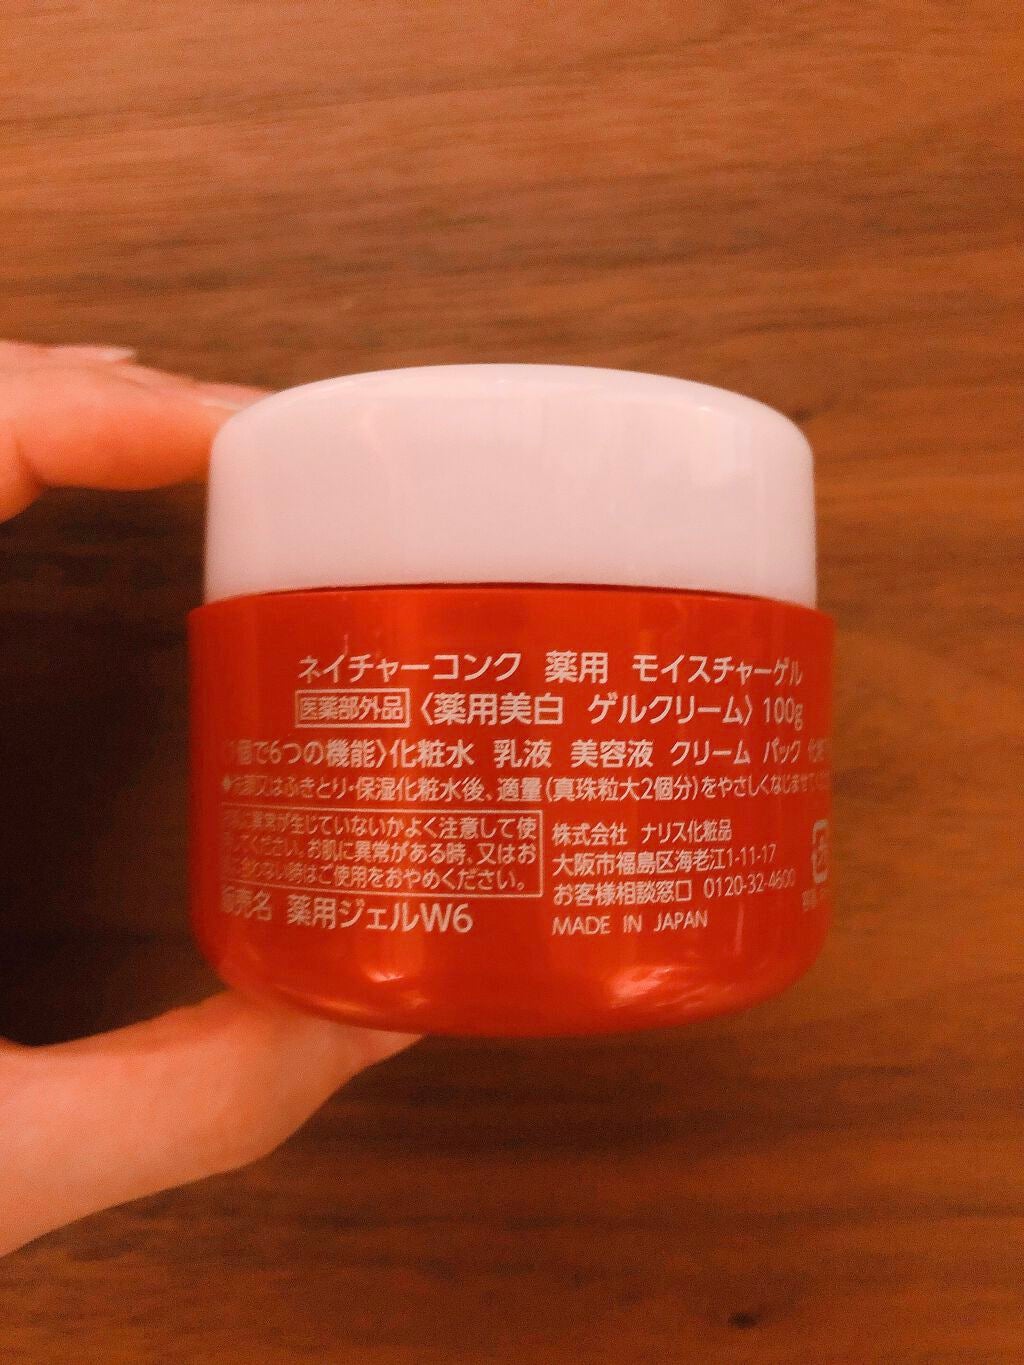 ネイチャーコンク 薬用 モイスチャーゲル
医薬部外品 〈薬用美白 ゲルクリーム〉 100g
個で6つの機能〉化粧水 乳液 美容液 クリーム パック
◆洗顔又はふきとり・保湿化粧水後、適量(真珠粒大2個分)をやさしくなじませて
に異常が生じていないかよく注意して使
してください。お肌に異常がある時、又はお
に合わない時はご使用をおやめください。
販売名 薬用ジェルW6
株式会社 ナリス化粧品
大阪市福島区海老江1-11-17
お客様相談窓口 0120-32-4600
MADE IN JAPAN